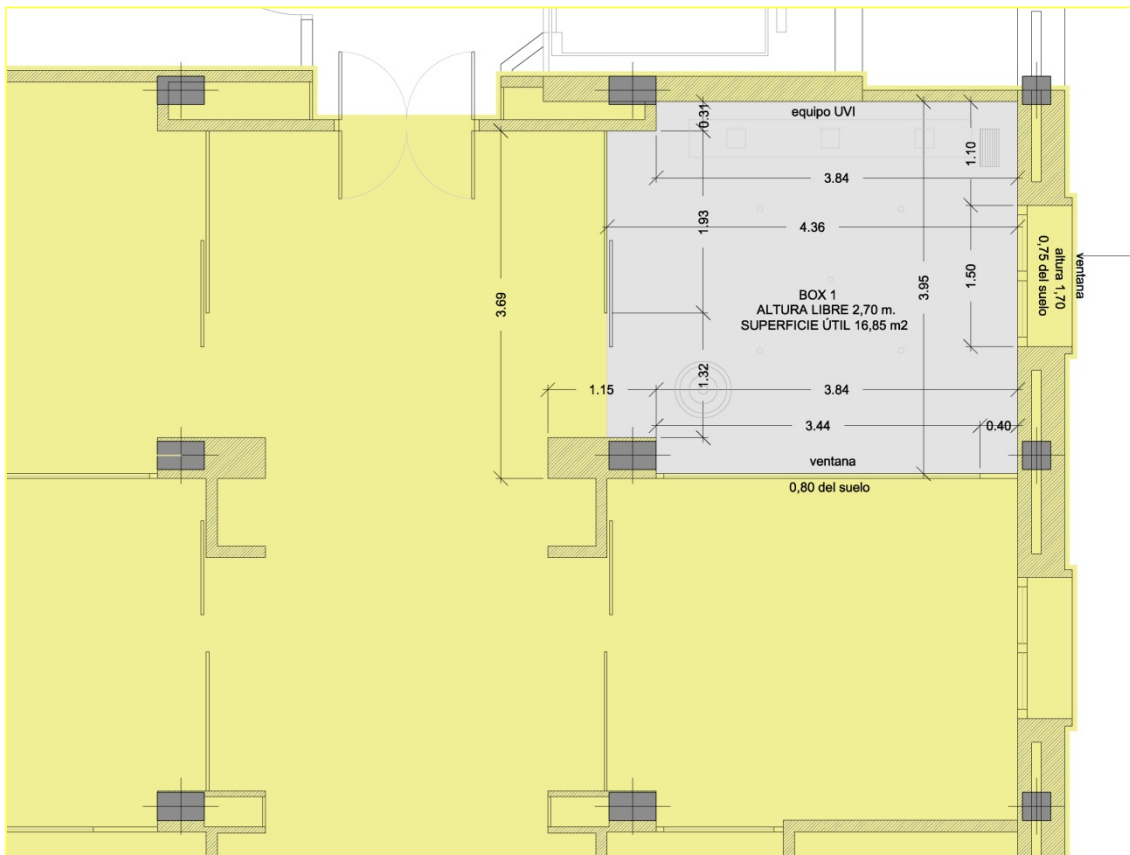 equipo UVI
0.31
1.10
3.84
1.93
4.36
3.69
3.95
1.50
altura 1,70
0,75 del suelo
ventana
BOX 1
ALTURA LIBRE 2,70 m.
SUPERFICIE ÚTIL 16,85 m2
1.32
1.15
3.84
3.44
0.40
ventana
0,80 del suelo